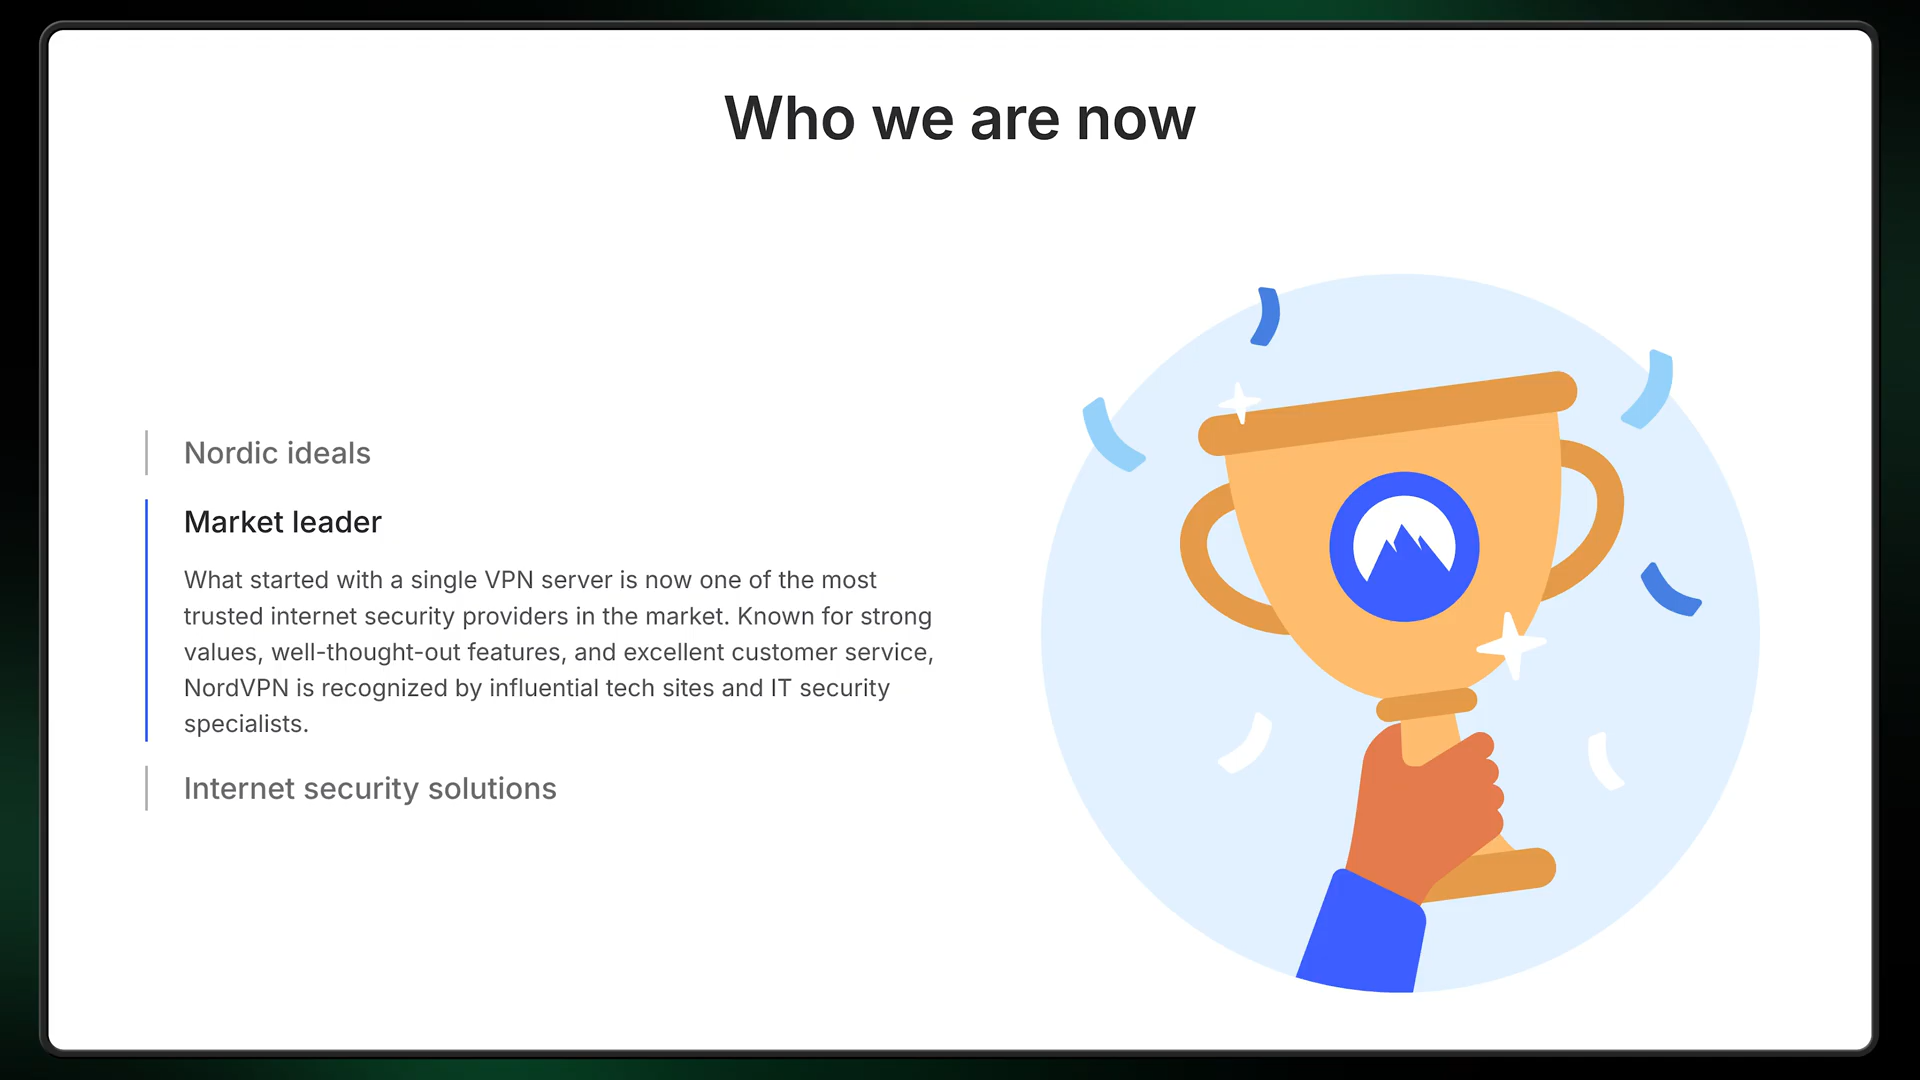 Who we are now
Nordic ideals
Market leader
What started with a single VPN server is now one of the most
trusted internet security providers in the market. Known for strong
values, well-thought-out features, and excellent customer service,
NordVPN is recognized by influential tech sites and IT security
specialists.
Internet security solutions